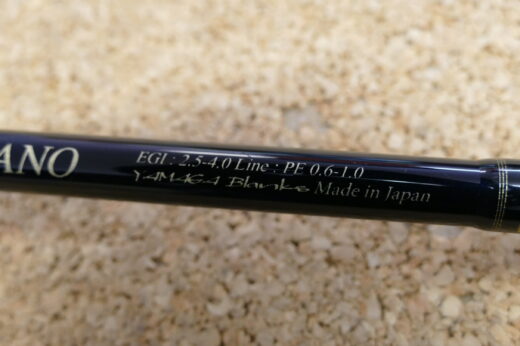 ANO
EGI : 2.5-4.0 Line : PE 0.6-1.0
YAMAGA Blanks Made in Japan